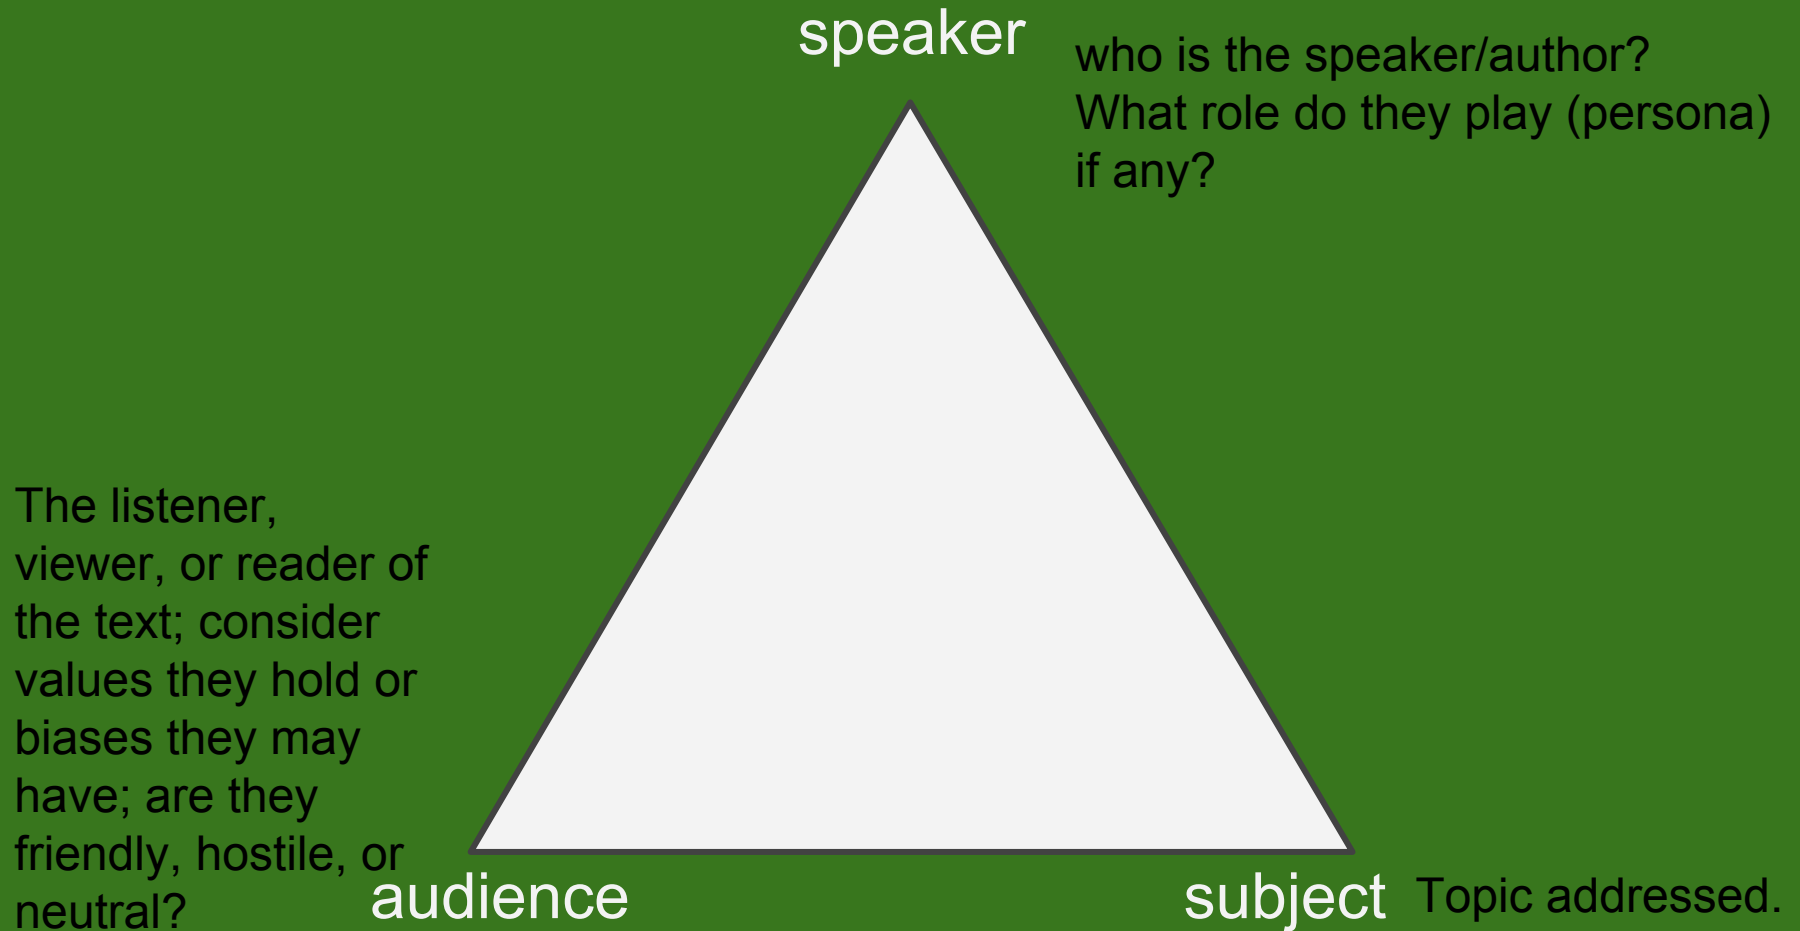 speaker
who is the speaker/author?
What role do they play (persona)
if any?
The listener,
viewer, or reader of
the text; consider
values they hold or
biases they may
have; are they
friendly, hostile, or
neutral?
audience
subject
Topic addressed.